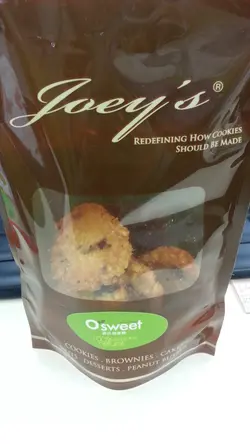 Joey's®
Redefining How Cookies
Should Be Made
O'sweet
COOKIES . BROWNIES . CAKES
DESSERTS . PEANUT